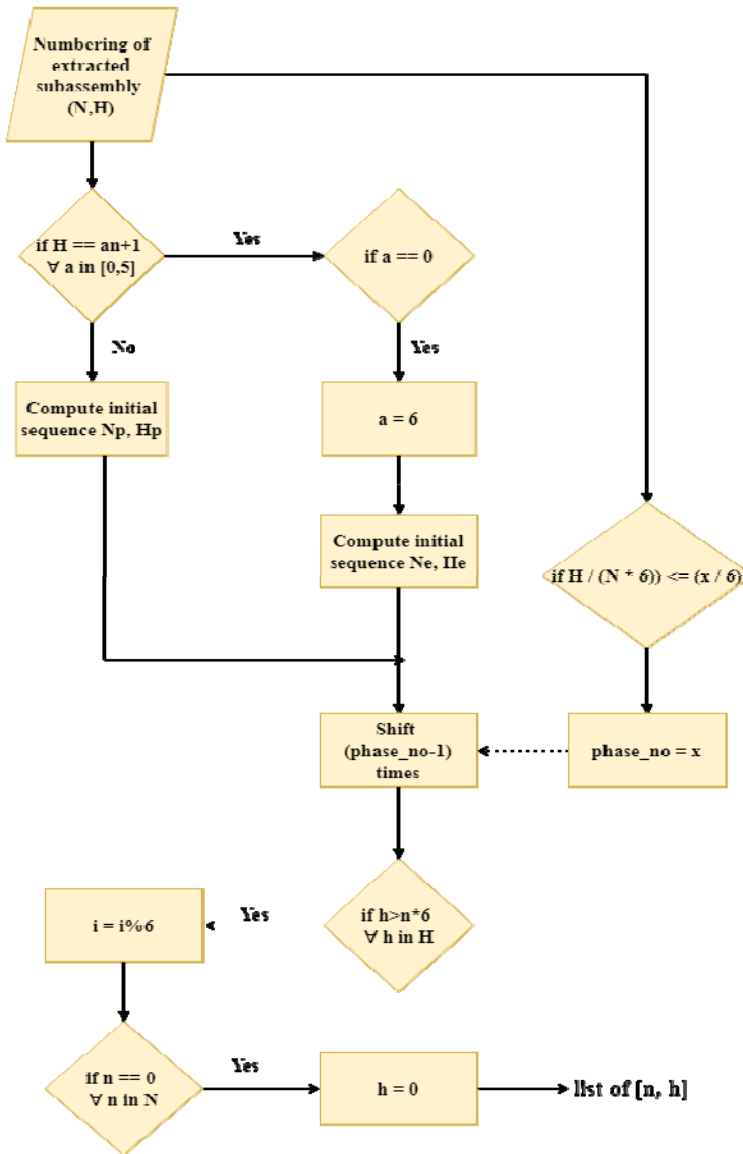 Numbering of
extracted
subassembly
(N,H)
if H == an+1
∀ a in [0,5]
Yes
if a == 0
No
Yes
Compute initial
sequence Np, Hp
a = 6
Compute initial
sequence Ne, He
if H / (N * 6)) <= (x / 6)
Shift
(phase_no-1)
times
phase_no = x
i = i%6
Yes
if h>n*6
∀ h in H
if n == 0
∀ n in N
Yes
h = 0
list of [n, h]